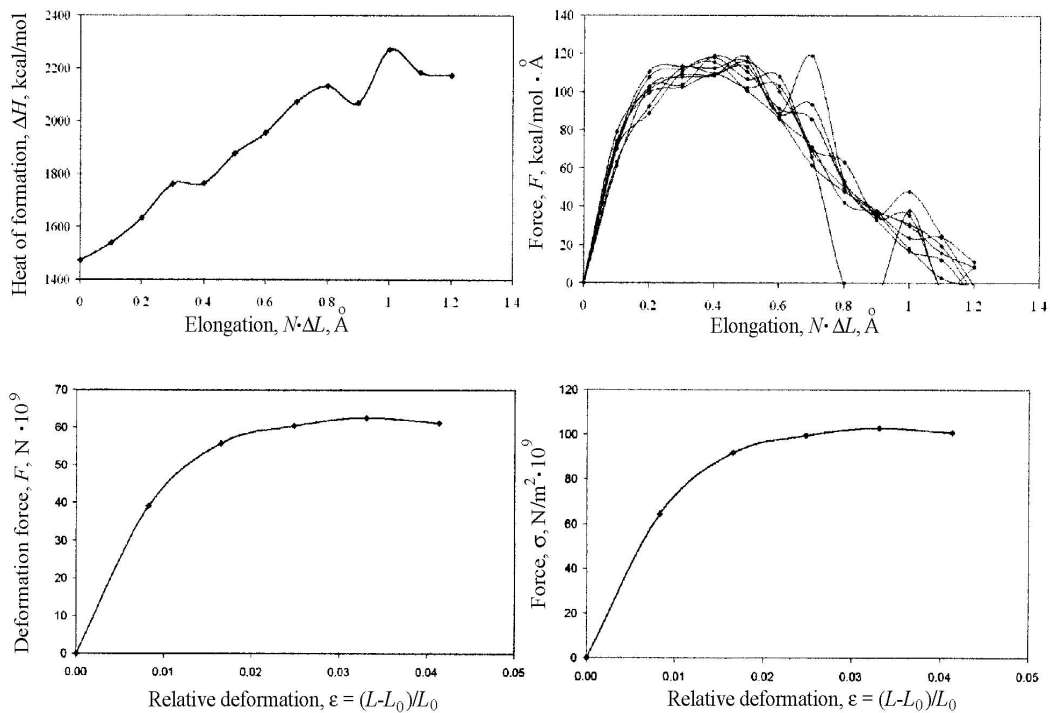 Heat of formation, ΔH, kcal/mol
2400
2200
2000
1800
1600
1400
0 0.2 0.4 0.6 0.8 1 1.2 1 4
Elongation, N·ΔL, Å
Force, F, kcal/mol · Å
140
120
100
80
60
40
20
0
0 0.2 0.4 0.6 0.8 1 1.2 1 4
Elongation, N·ΔL, Å
Deformation force, F, N ·10⁹
70
60
50
40
30
20
10
0
0.00 0.01 0.02 0.03 0.04 0.05
Relative deformation, ε = (L-L₀)/L₀
Force, σ, N/m²·10⁹
120
100
80
60
40
20
0
0.00 0.01 0.02 0.03 0.04 0.05
Relative deformation, ε = (L-L₀)/L₀